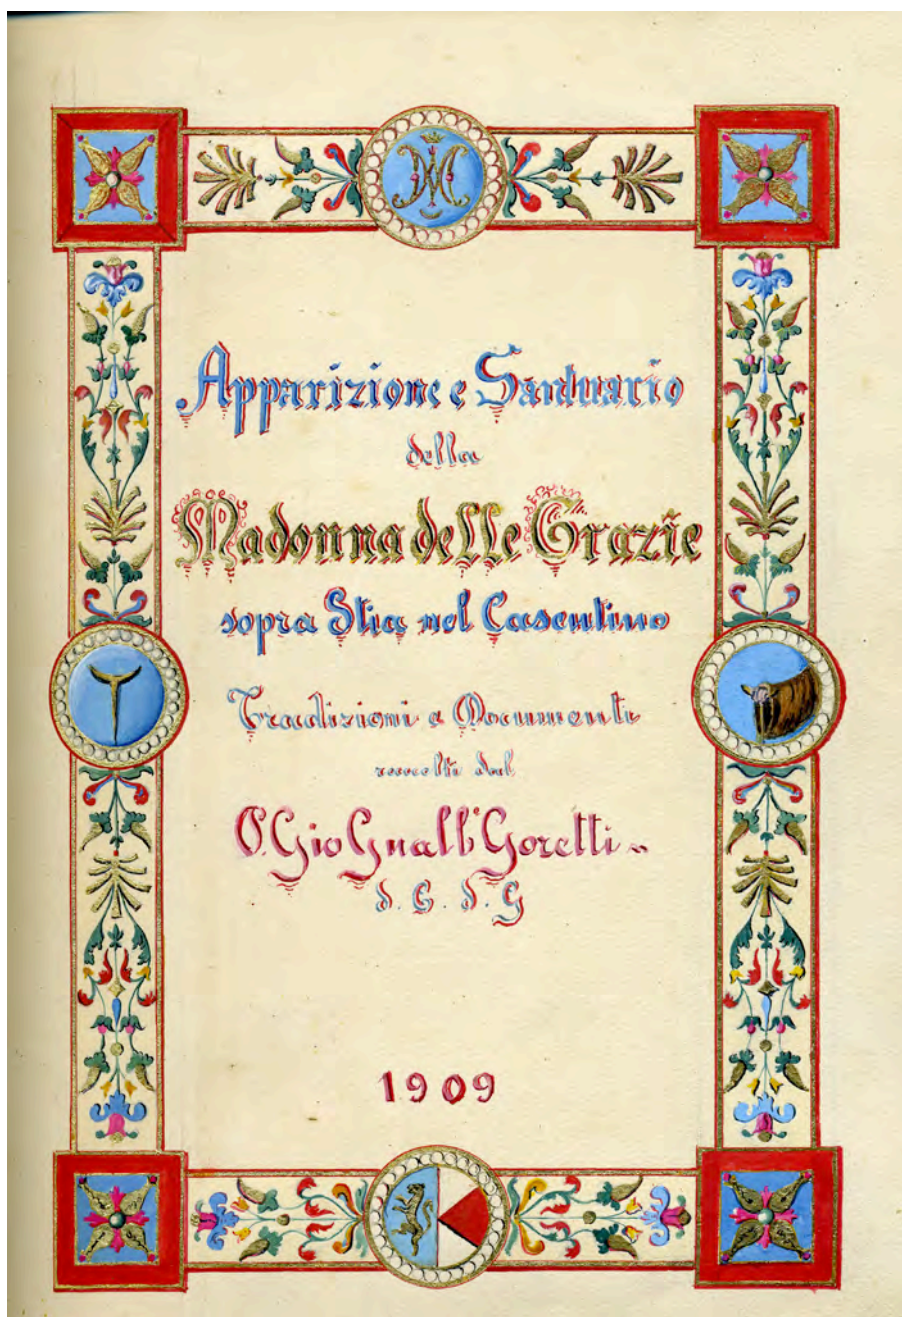 Apparizione e Santuario
della
Madonna delle Grazie
sopra Stia nel Casentino
Tradizioni e Documenti
raccolti dal
P. Gio Gualb.º Goretti
d. G. d. G
1909